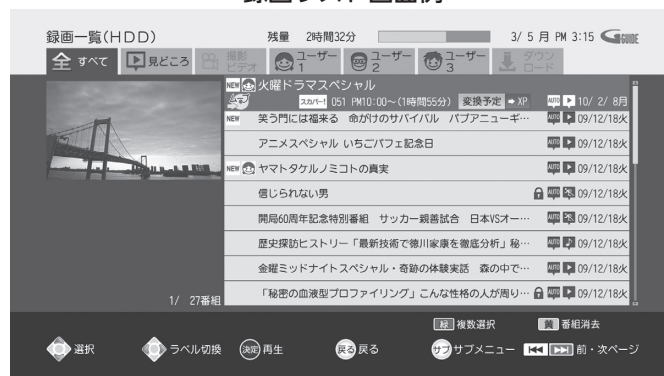 録画一覧(HDD) 残量 2時間32分 3/ 5 月 PM 3:15 GGUIDE
全 すべて 見どころ 撮影ビデオ ユーザー1 ユーザー2 ユーザー3 ダウンロード
NEW 火曜ドラマスペシャル
スカパー! 051 PM10:00~(1時間55分) 変換予定 XP AUTO 10/ 2/ 8月
NEW 笑う門には福来る 命がけのサバイバル パプアニューギ… AUTO 09/12/18火
アニメスペシャル いちごパフェ記念日 AUTO 09/12/18火
NEW ヤマトタケルノミコトの真実 AUTO 09/12/18火
信じられない男 AUTO 09/12/18火
開局60周年記念特別番組 サッカー親善試合 日本VSオー… AUTO 09/12/18火
歴史探訪ヒストリー「最新技術で徳川家康を徹底分析」秘… AUTO 09/12/18火
金曜ミッドナイトスペシャル・奇跡の体験実話 森の中で… AUTO 09/12/18火
「秘密の血液型プロファイリング」こんな性格の人が周り… AUTO 09/12/18火
1/ 27番組
緑 複数選択 黄 番組消去
選択 ラベル切換 決定 再生 戻る 戻る サブ サブメニュー 前・次ページ